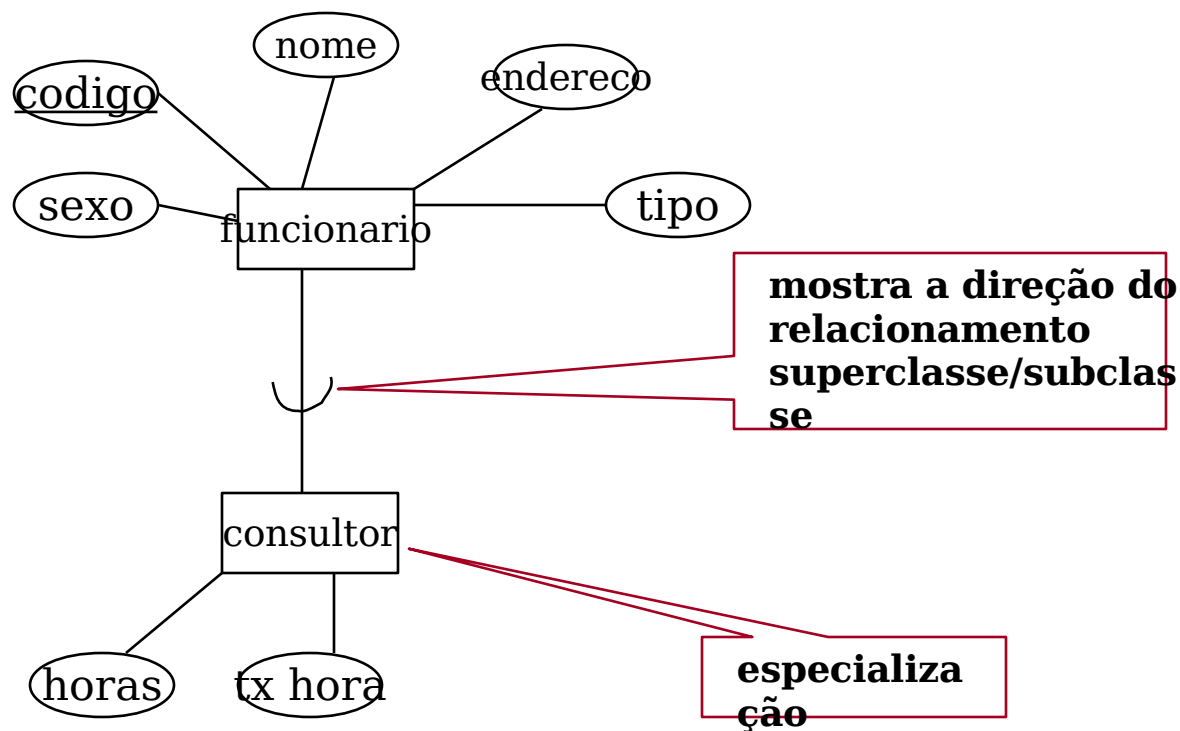 nome
endereco
codigo
sexo
tipo
funcionario
mostra a direção do
relacionamento
superclasse/subclas
se
consultor
especializa
ção
horas
tx hora